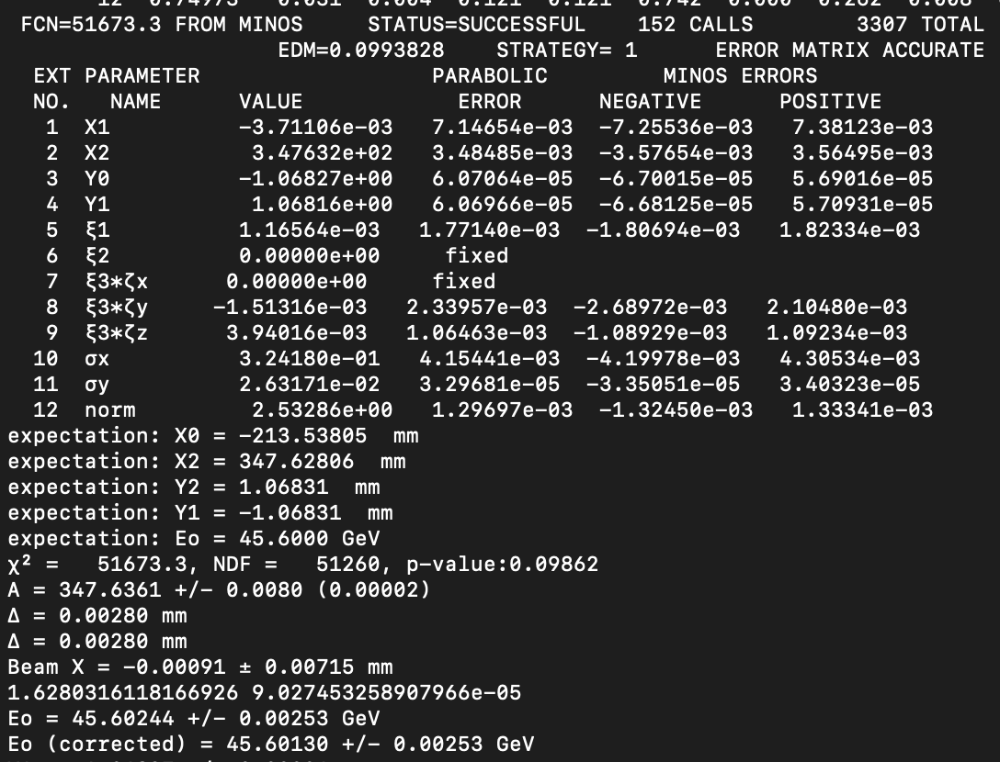 FCN=51673.3 FROM MINOS     STATUS=SUCCESSFUL    152 CALLS        3307 TOTAL
EDM=0.0993828    STRATEGY= 1      ERROR MATRIX ACCURATE
EXT PARAMETER                  PARABOLIC         MINOS ERRORS
NO.   NAME      VALUE            ERROR      NEGATIVE      POSITIVE
1  X1          -3.71106e-03   7.14654e-03  -7.25536e-03   7.38123e-03
2  X2           3.47632e+02   3.48485e-03  -3.57654e-03   3.56495e-03
3  Y0          -1.06827e+00   6.07064e-05  -6.70015e-05   5.69016e-05
4  Y1           1.06816e+00   6.06966e-05  -6.68125e-05   5.70931e-05
5  ξ1          1.16564e-03   1.77140e-03  -1.80694e-03   1.82334e-03
6  ξ2          0.00000e+00     fixed
7  ξ3*ζx      0.00000e+00     fixed
8  ξ3*ζy     -1.51316e-03   2.33957e-03  -2.68972e-03   2.10480e-03
9  ξ3*ζz      3.94016e-03   1.06463e-03  -1.08929e-03   1.09234e-03
10  σx          3.24180e-01   4.15441e-03  -4.19978e-03   4.30534e-03
11  σy          2.63171e-02   3.29681e-05  -3.35051e-05   3.40323e-05
12  norm         2.53286e+00   1.29697e-03  -1.32450e-03   1.33341e-03
expectation: X0 = -213.53805  mm
expectation: X2 = 347.62806  mm
expectation: Y2 = 1.06831  mm
expectation: Y1 = -1.06831  mm
expectation: Eo = 45.6000 GeV
χ² =   51673.3, NDF =   51260, p-value:0.09862
A = 347.6361 +/- 0.0080 (0.00002)
Δ = 0.00280 mm
Δ = 0.00280 mm
Beam X = -0.00091 ± 0.00715 mm
1.6280316118166926 9.0274532589079​66e-05
Eo = 45.60244 +/- 0.00253 GeV
Eo (corrected) = 45.60130 +/- 0.00253 GeV